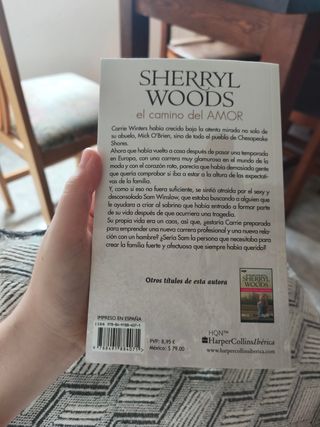 SHERRYL
WOODS
el camino del AMOR
Carrie Winters había crecido bajo la atenta mirada no solo de
su abuelo, Mick O'Brien, sino de todo el pueblo de Chesapeake
Shores.
Ahora que había vuelto a casa después de pasar una temporada
en Europa, con una carrera muy glamurosa en el mundo de la
moda y con el corazón roto, parecía que había demasiada gente
que quería comprobar si iba a estar a la altura de las expectati-
vas de la familia.
Y, como si eso no fuera suficiente, se sintió atraída por el sexy y
desconsolado Sam Winslow, que estaba buscando a alguien que
le ayudara a criar al sobrino que había entrado a formar parte
de su vida después de que ocurriera una tragedia.
Su propia vida era un caos, así que, ¿estaría Carrie preparada
para emprender una nueva carrera profesional y una nueva rela-
ción con un hombre? ¿Sería Sam la persona que necesitaba para
crear la familia fuerte y afectuosa que siempre había querido?
Otros títulos de esta autora
SHERRYL
WOODS
IMPRESO EN ESPAÑA
PVP: 8,95 €
México: $ 79.00
HQN™
HarperCollinsIbérica
www.harpercollinsiberica.com